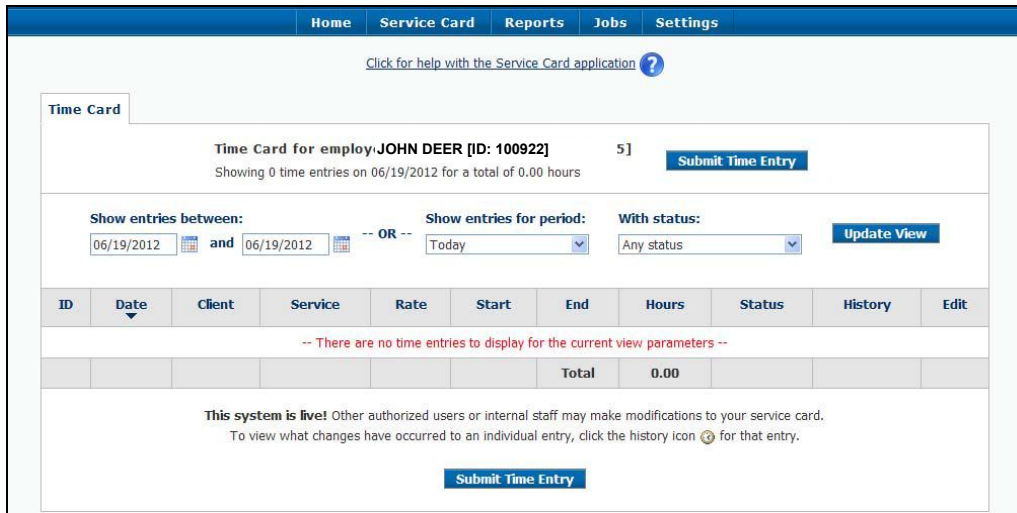 Home Service Card Reports Jobs Settings
Click for help with the Service Card application ?
Time Card
Time Card for employ JOHN DEER [ID: 100922] 5] Submit Time Entry
Showing 0 time entries on 06/19/2012 for a total of 0.00 hours
Show entries between: Show entries for period: With status:
06/19/2012 and 06/19/2012 -- OR -- Today Any status Update View
ID Date Client Service Rate Start End Hours Status History Edit
-- There are no time entries to display for the current view parameters --
Total 0.00
This system is live! Other authorized users or internal staff may make modifications to your service card.
To view what changes have occurred to an individual entry, click the history icon for that entry.
Submit Time Entry